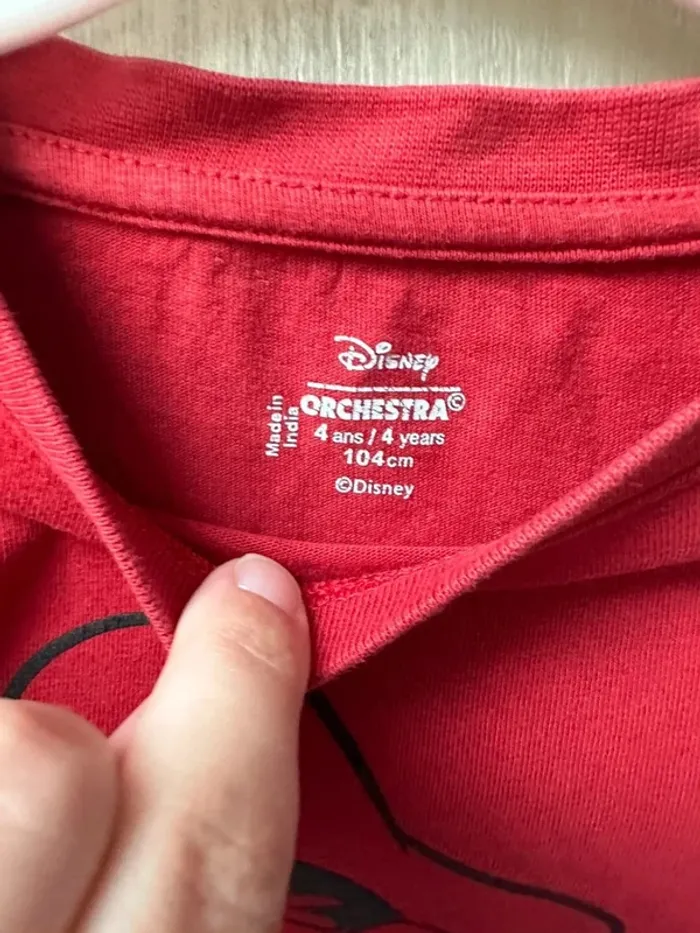 Disney
ORCHESTRA©
4 ans / 4 years
104cm
©Disney
Made in
India